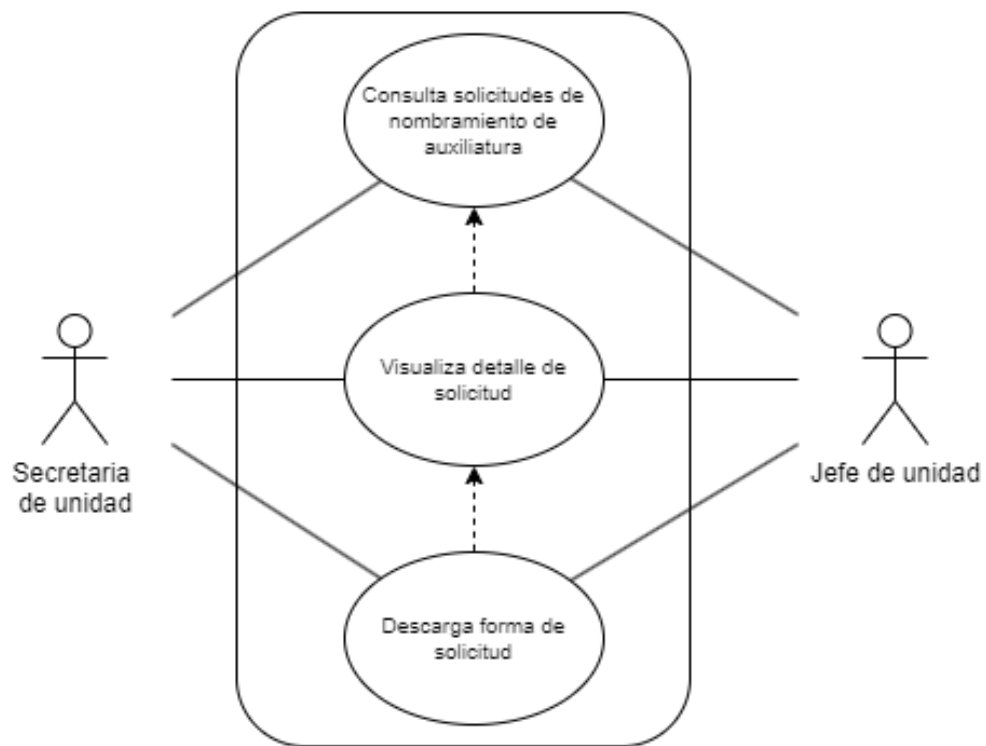 Consulta solicitudes de
nombramiento de
auxiliatura
Visualiza detalle de
solicitud
Secretaria
de unidad
Jefe de unidad
Descarga forma de
solicitud